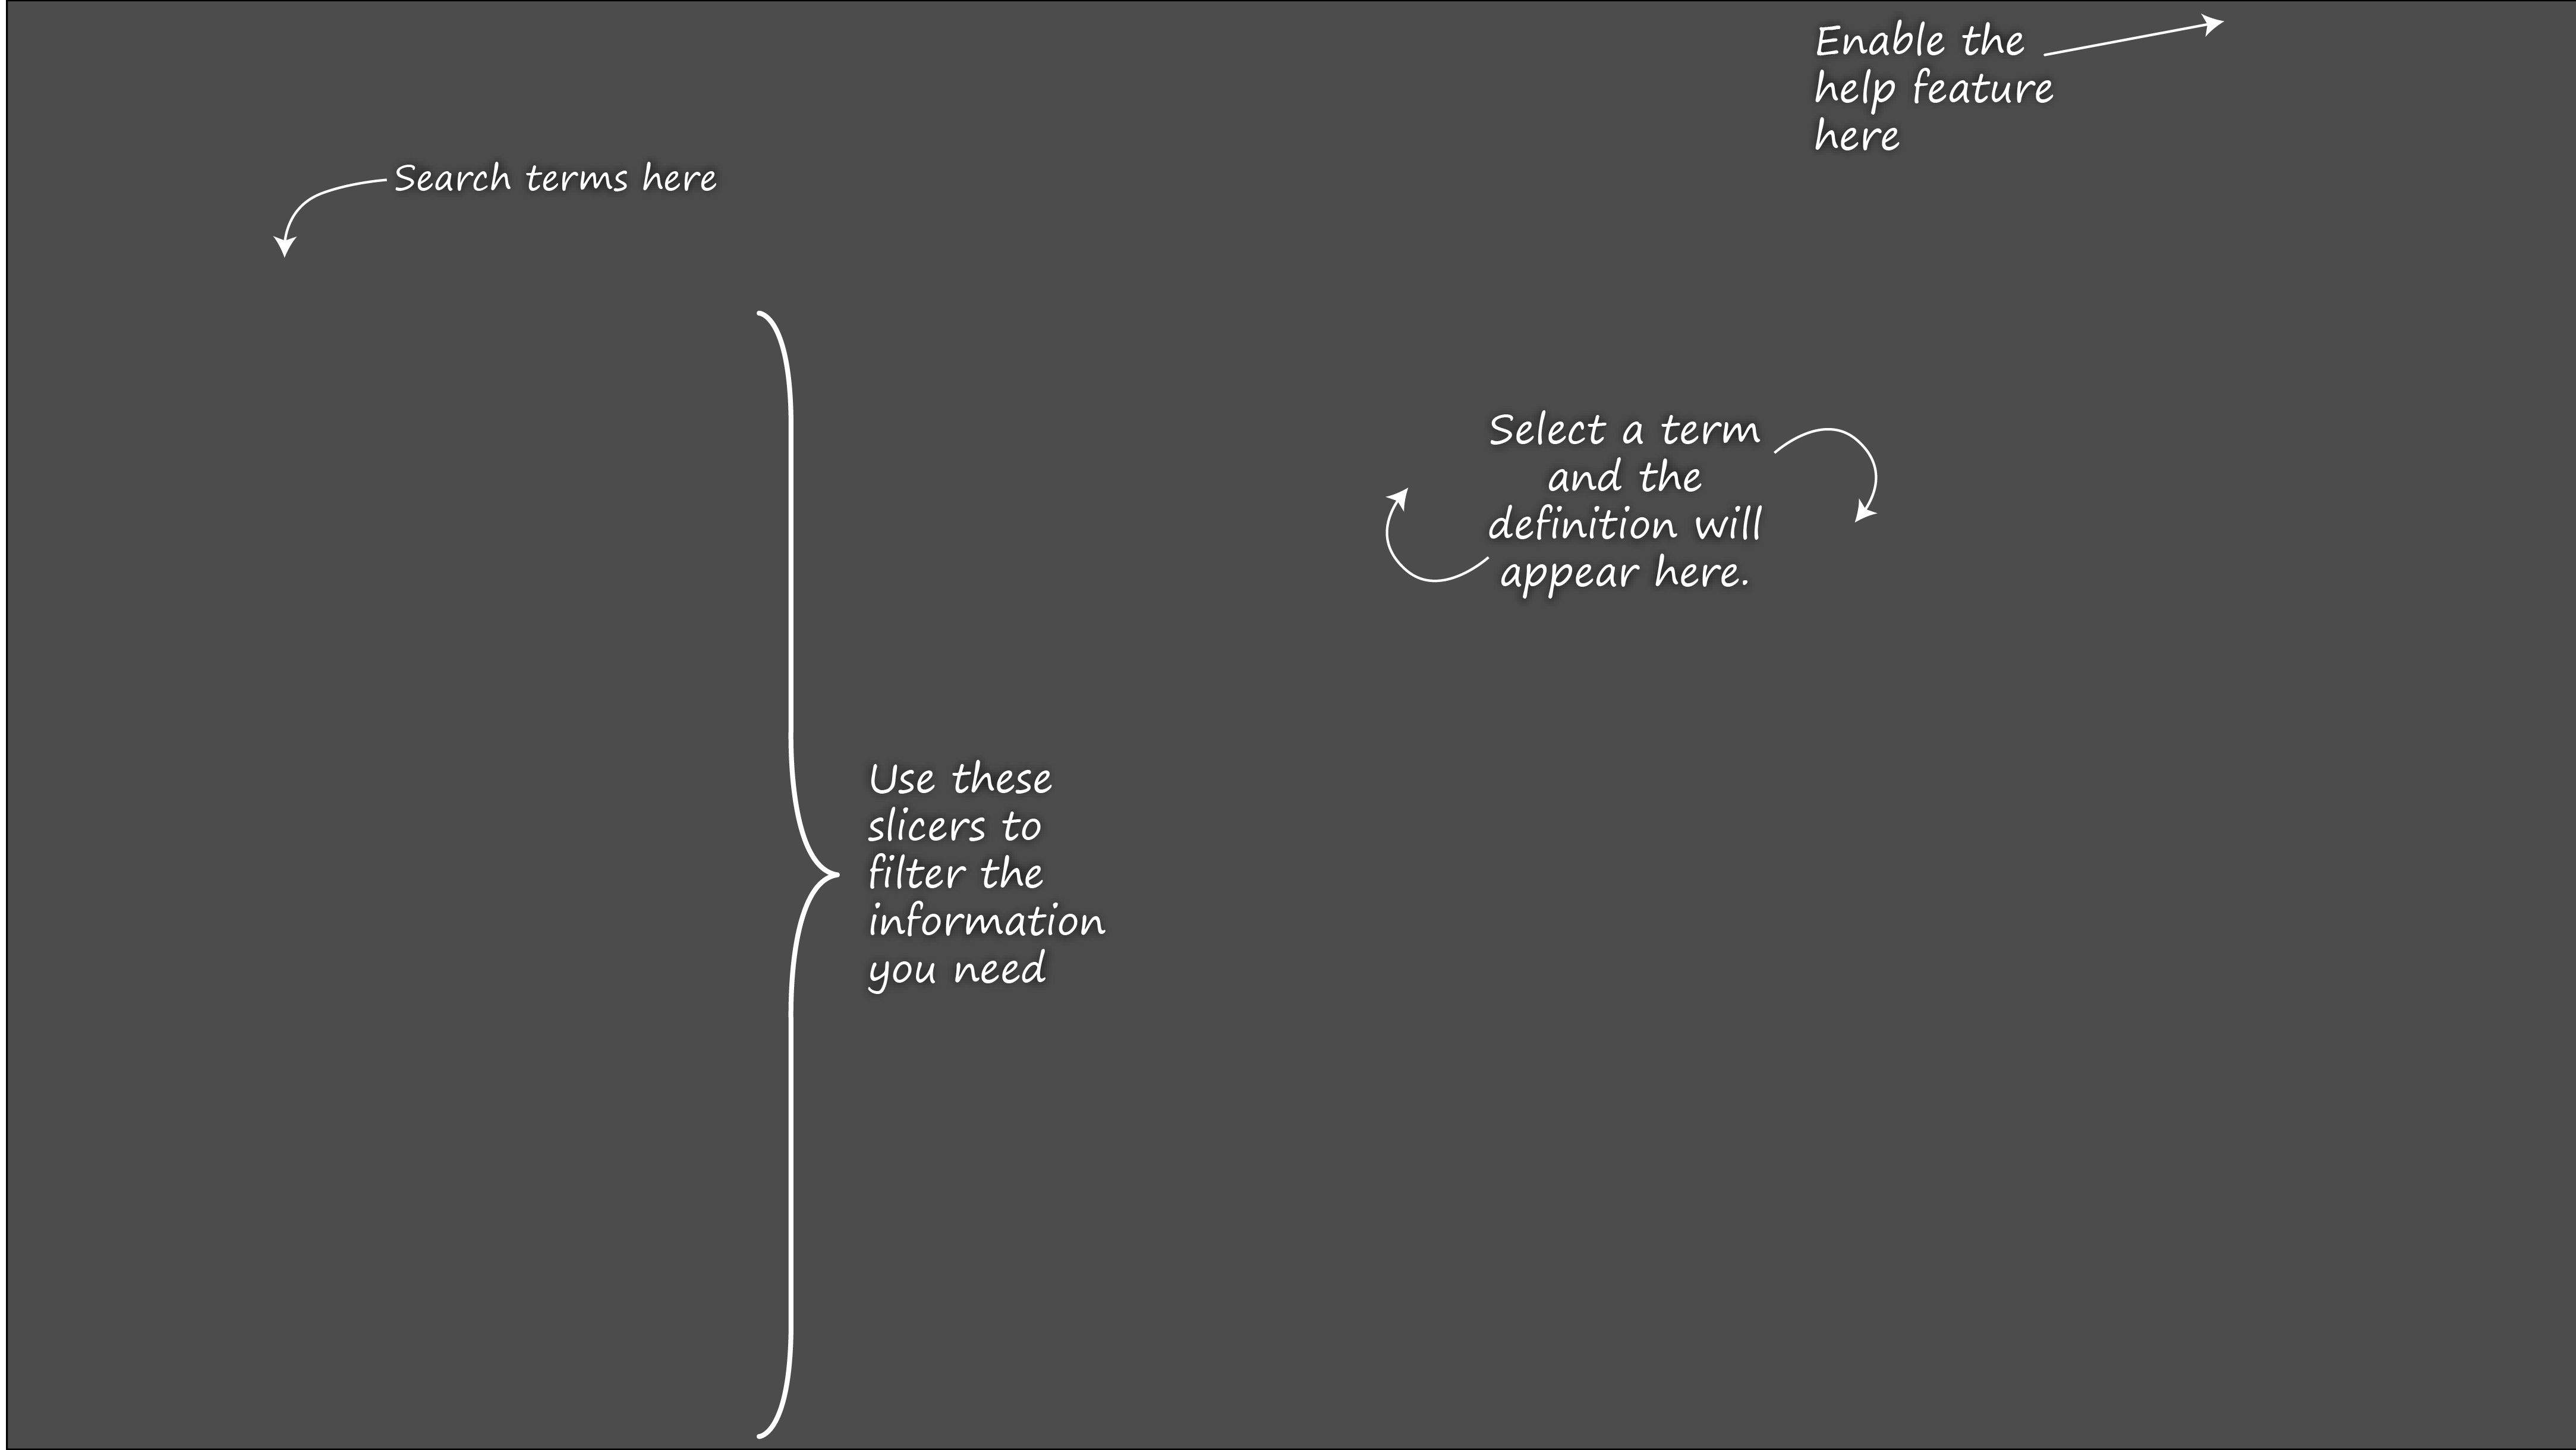 Enable the
help feature
here
Search terms here
Select a term
and the
definition will
appear here.
Use these
slicers to
filter the
information
you need